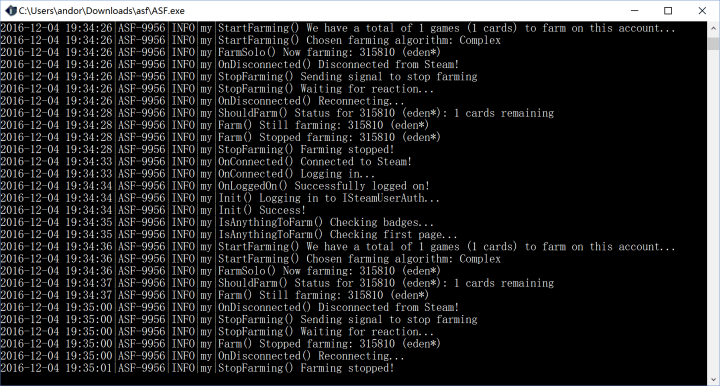 C:\Users\andor\Downloads\asf\ASF.exe
2016-12-04 19:34:26|ASF-9956|INFO|my|StartFarming() We have a total of 1 games (1 cards) to farm on this account...
2016-12-04 19:34:26|ASF-9956|INFO|my|StartFarming() Chosen farming algorithm: Complex
2016-12-04 19:34:26|ASF-9956|INFO|my|FarmSolo() Now farming: 315810 (eden*)
2016-12-04 19:34:26|ASF-9956|INFO|my|OnDisconnected() Disconnected from Steam!
2016-12-04 19:34:26|ASF-9956|INFO|my|StopFarming() Sending signal to stop farming
2016-12-04 19:34:26|ASF-9956|INFO|my|StopFarming() Waiting for reaction...
2016-12-04 19:34:26|ASF-9956|INFO|my|OnDisconnected() Reconnecting...
2016-12-04 19:34:28|ASF-9956|INFO|my|ShouldFarm() Status for 315810 (eden*): 1 cards remaining
2016-12-04 19:34:28|ASF-9956|INFO|my|Farm() Still farming: 315810 (eden*)
2016-12-04 19:34:28|ASF-9956|INFO|my|Farm() Stopped farming: 315810 (eden*)
2016-12-04 19:34:28|ASF-9956|INFO|my|StopFarming() Farming stopped!
2016-12-04 19:34:33|ASF-9956|INFO|my|OnConnected() Connected to Steam!
2016-12-04 19:34:33|ASF-9956|INFO|my|OnConnected() Logging in...
2016-12-04 19:34:34|ASF-9956|INFO|my|OnLoggedOn() Successfully logged on!
2016-12-04 19:34:34|ASF-9956|INFO|my|Init() Logging in to ISteamUserAuth...
2016-12-04 19:34:34|ASF-9956|INFO|my|Init() Success!
2016-12-04 19:34:35|ASF-9956|INFO|my|IsAnythingToFarm() Checking badges...
2016-12-04 19:34:35|ASF-9956|INFO|my|IsAnythingToFarm() Checking first page...
2016-12-04 19:34:36|ASF-9956|INFO|my|StartFarming() We have a total of 1 games (1 cards) to farm on this account...
2016-12-04 19:34:36|ASF-9956|INFO|my|StartFarming() Chosen farming algorithm: Complex
2016-12-04 19:34:36|ASF-9956|INFO|my|FarmSolo() Now farming: 315810 (eden*)
2016-12-04 19:34:37|ASF-9956|INFO|my|ShouldFarm() Status for 315810 (eden*): 1 cards remaining
2016-12-04 19:34:37|ASF-9956|INFO|my|Farm() Still farming: 315810 (eden*)
2016-12-04 19:35:00|ASF-9956|INFO|my|OnDisconnected() Disconnected from Steam!
2016-12-04 19:35:00|ASF-9956|INFO|my|StopFarming() Sending signal to stop farming
2016-12-04 19:35:00|ASF-9956|INFO|my|StopFarming() Waiting for reaction...
2016-12-04 19:35:00|ASF-9956|INFO|my|Farm() Stopped farming: 315810 (eden*)
2016-12-04 19:35:00|ASF-9956|INFO|my|OnDisconnected() Reconnecting...
2016-12-04 19:35:01|ASF-9956|INFO|my|StopFarming() Farming stopped!